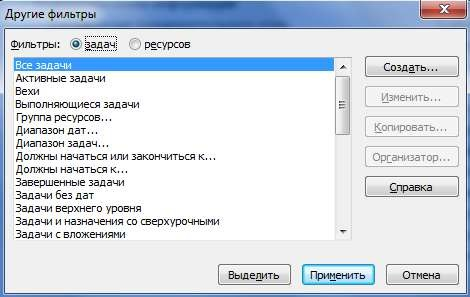 Другие фильтры
Фильтры: задач ресурсов
Все задачи
Активные задачи
Вехи
Выполняющиеся задачи
Группа ресурсов...
Диапазон дат...
Диапазон задач...
Должны начаться или закончиться к...
Должны начаться к...
Завершенные задачи
Задачи без дат
Задачи верхнего уровня
Задачи и назначения со сверхурочными
Задачи с вложениями
Создать...
Изменить...
Копировать...
Организатор...
Справка
Выделить Применить Отмена